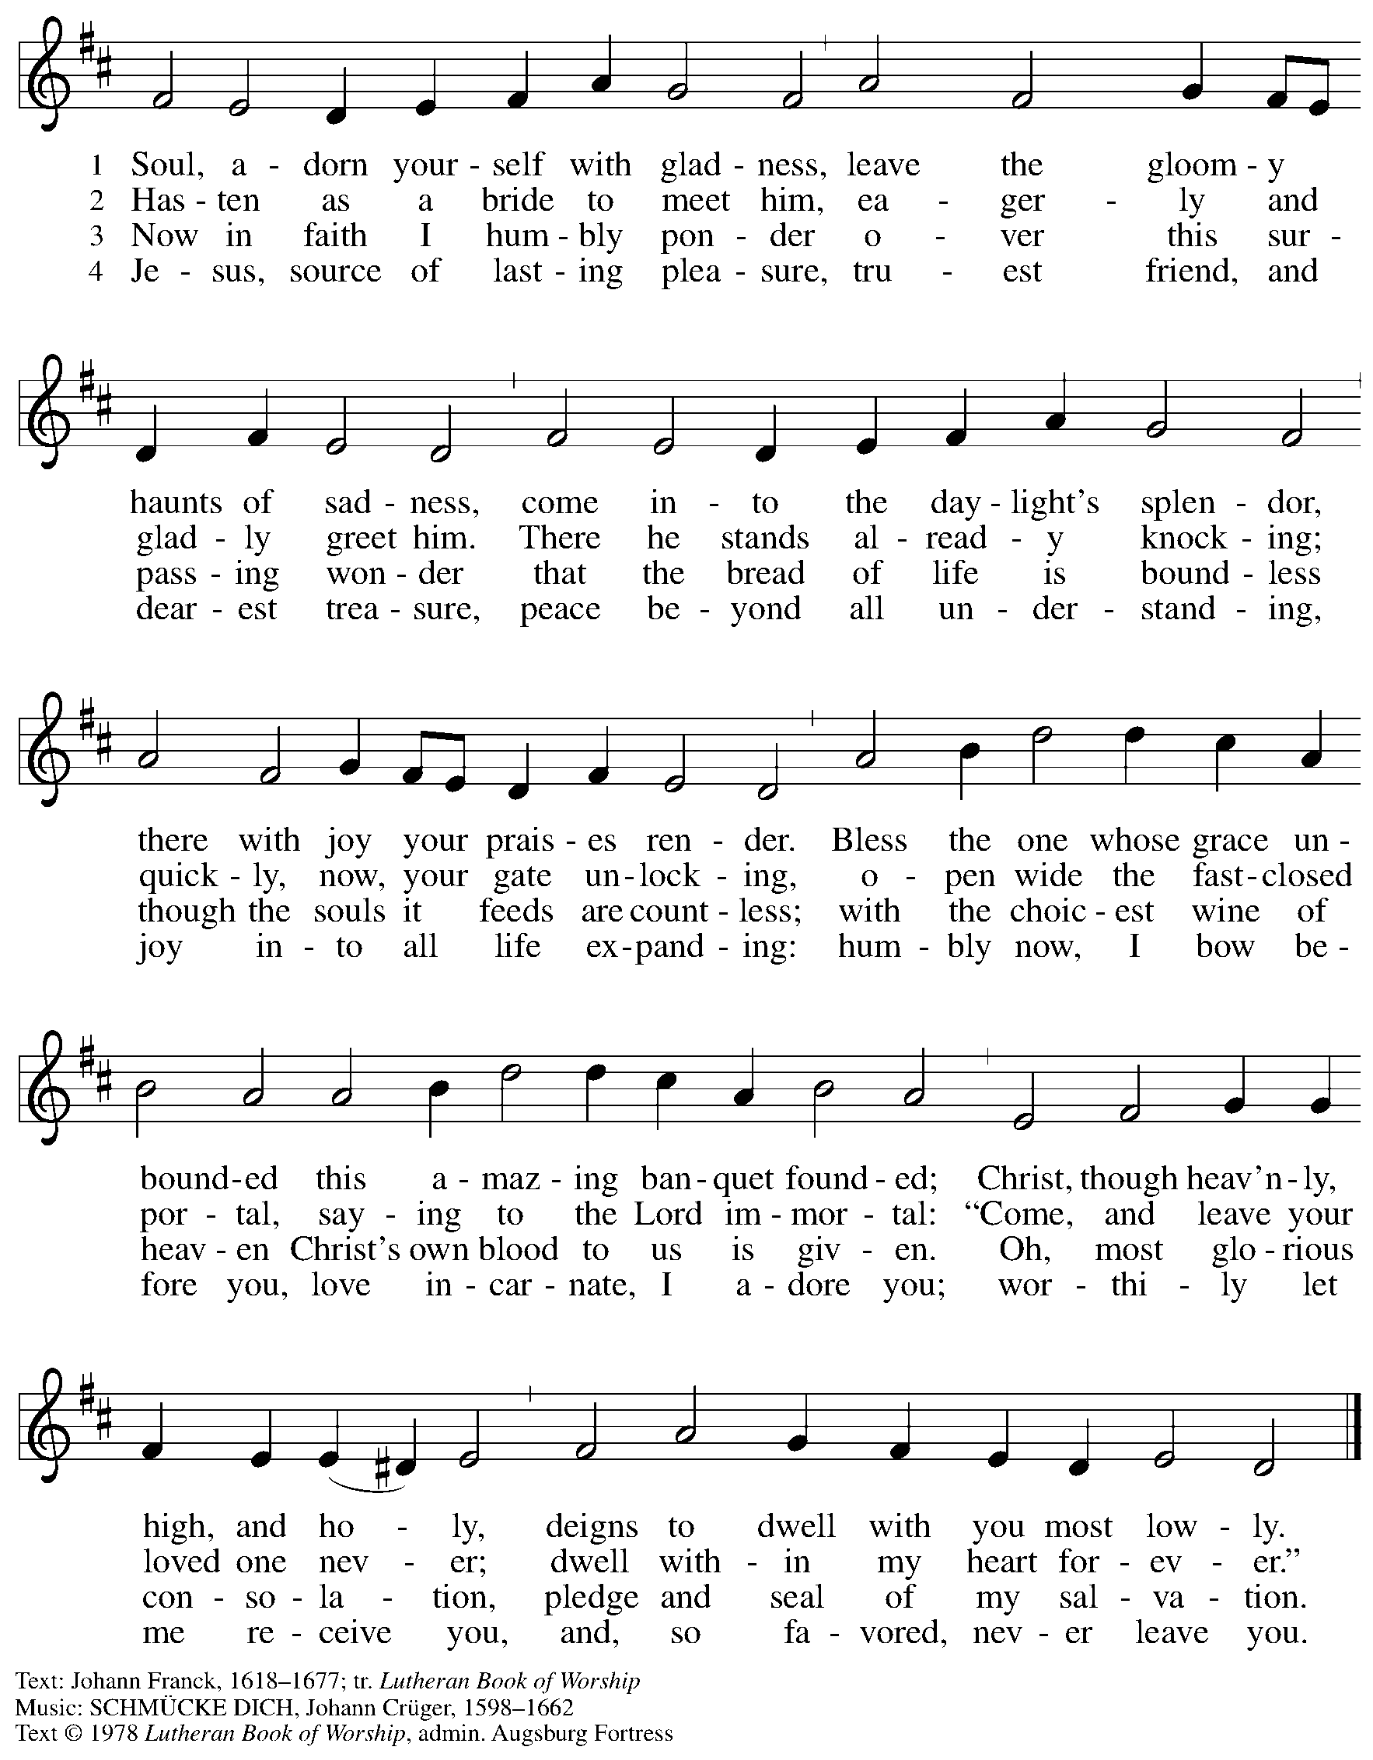 1 Soul, a - dorn your - self with glad - ness, leave the gloom - y
2 Has - ten as a bride to meet him, ea - ger - ly and
3 Now in faith I hum - bly pon - der o - ver this sur -
4 Je - sus, source of last - ing plea - sure, tru - est friend, and
haunts of sad - ness, come in - to the day - light's splen - dor,
glad - ly greet him. There he stands al - read - y knock - ing;
pass - ing won - der that the bread of life is bound - less
dear - est trea - sure, peace be - yond all un - der - stand - ing,
there with joy your prais - es ren - der. Bless the one whose grace un -
quick - ly, now, your gate un - lock - ing, o - pen wide the fast - closed
though the souls it feeds are count - less; with the choic - est wine of
joy in - to all life ex - pand - ing: hum - bly now, I bow be -
bound - ed this a - maz - ing ban - quet found - ed; Christ, though heav'n - ly,
por - tal, say - ing to the Lord im - mor - tal: “Come, and leave your
heav - en Christ's own blood to us is giv - en. Oh, most glo - rious
fore you, love in - car - nate, I a - dore you; wor - thi - ly let
high, and ho - ly, deigns to dwell with you most low - ly.
loved one nev - er; dwell with - in my heart for - ev - er.”
con - so - la - tion, pledge and seal of my sal - va - tion.
me re - ceive you, and, so fa - vored, nev - er leave you.
Text: Johann Franck, 1618–1677; tr. Lutheran Book of Worship
Music: SCHMÜCKE DICH, Johann Crüger, 1598–1662
Text © 1978 Lutheran Book of Worship, admin. Augsburg Fortress